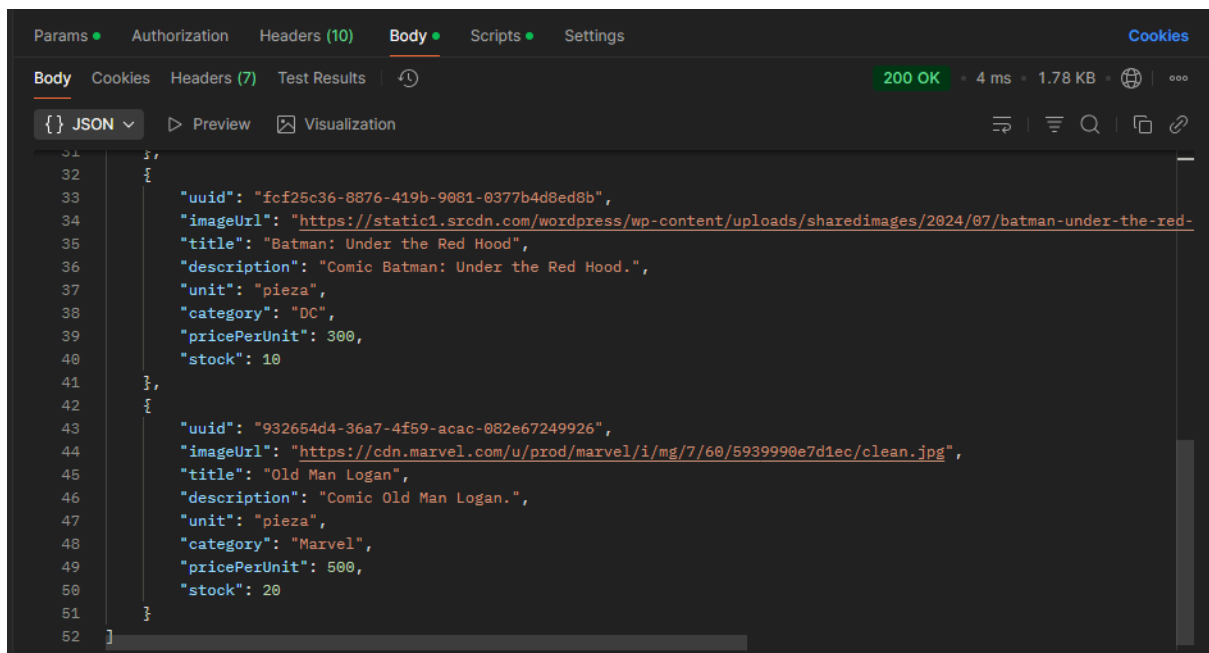 Params Authorization Headers (10) Body Scripts Settings Cookies
Body Cookies Headers (7) Test Results 200 OK 4 ms 1.78 KB
{} JSON Preview Visualization
31 },
32 {
33 "uuid": "fcf25c36-8876-419b-9081-0377b4d8ed8b",
34 "imageUrl": "https://static1.srcdn.com/wordpress/wp-content/uploads/sharedimages/2024/07/batman-under-the-red-
35 "title": "Batman: Under the Red Hood",
36 "description": "Comic Batman: Under the Red Hood.",
37 "unit": "pieza",
38 "category": "DC",
39 "pricePerUnit": 300,
40 "stock": 10
41 },
42 {
43 "uuid": "932654d4-36a7-4f59-acac-082e67249926",
44 "imageUrl": "https://cdn.marvel.com/u/prod/marvel/i/mg/7/60/5939990e7d1ec/clean.jpg",
45 "title": "Old Man Logan",
46 "description": "Comic Old Man Logan.",
47 "unit": "pieza",
48 "category": "Marvel",
49 "pricePerUnit": 500,
50 "stock": 20
51 }
52 ]